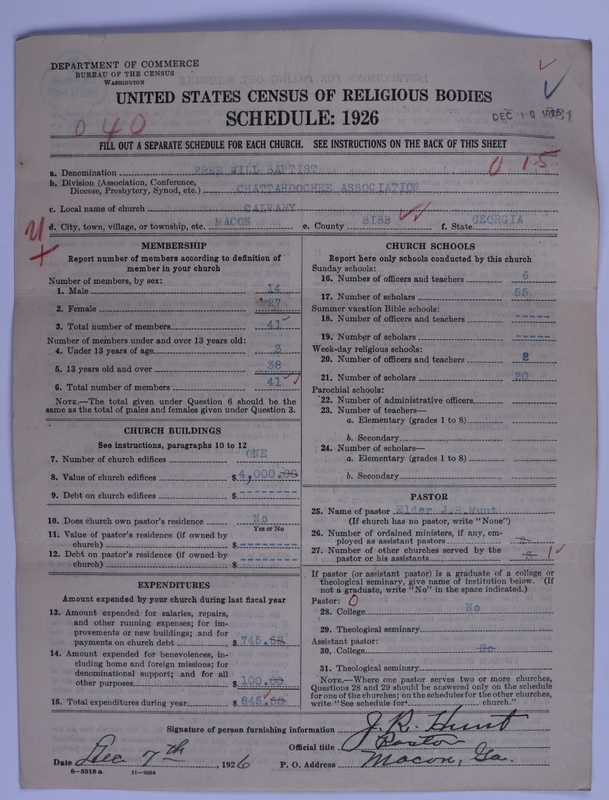 DEPARTMENT OF COMMERCE
BUREAU OF THE CENSUS
WASHINGTON
UNITED STATES CENSUS OF RELIGIOUS BODIES
SCHEDULE: 1926
DEC 10 1926
040
FILL OUT A SEPARATE SCHEDULE FOR EACH CHURCH. SEE INSTRUCTIONS ON THE BACK OF THIS SHEET
015
a. Denomination FREE WILL BAPTIST
b. Division (Association, Conference,
Diocese, Presbytery, Synod, etc.) CHATTAHOOCHEE ASSOCIATION
c. Local name of church CALVARY
d. City, town, village, or township, etc. MACON e. County BIBB f. State GEORGIA
MEMBERSHIP
Report number of members according to definition of
member in your church
Number of members, by sex:
1. Male 14
2. Female 27
3. Total number of members 41
Number of members under and over 13 years old:
4. Under 13 years of age 3
5. 13 years old and over 38
6. Total number of members 41
NOTE.—The total given under Question 6 should be the
same as the total of males and females given under Question 3.
CHURCH BUILDINGS
See instructions, paragraphs 10 to 12
7. Number of church edifices ONE
8. Value of church edifices $4,000.00
9. Debt on church edifices $ -------
10. Does church own pastor's residence No
Yes or No
11. Value of pastor's residence (if owned by
church) $ -------
12. Debt on pastor's residence (if owned by
church) $
EXPENDITURES
Amount expended by your church during last fiscal year
13. Amount expended for salaries, repairs,
and other running expenses; for im-
provements or new buildings; and for
payments on church debt $745.
14. Amount expended for benevolences, in-
cluding home and foreign missions; for
denominational support; and for all
other purposes $100.00
15. Total expenditures during year $845.
CHURCH SCHOOLS
Report here only schools conducted by this church
Sunday schools:
16. Number of officers and teachers 6
17. Number of scholars 55
Summer vacation Bible schools:
18. Number of officers and teachers -----
19. Number of scholars -----
Week-day religious schools:
20. Number of officers and teachers 2
21. Number of scholars 20
Parochial schools:
22. Number of administrative officers
23. Number of teachers—
a. Elementary (grades 1 to 8)
b. Secondary
24. Number of scholars—
a. Elementary (grades 1 to 8)
b. Secondary
PASTOR
25. Name of pastor Elder J.R.Hunt
(If church has no pastor, write "None")
26. Number of ordained ministers, if any, em-
ployed as assistant pastors
27. Number of other churches served by the
pastor or his assistants 1
If pastor (or assistant pastor) is a graduate of a college or
theological seminary, give name of institution below. (If
not a graduate, write "No" in the space indicated.)
Pastor: 0
28. College No
29. Theological seminary
Assistant pastor:
30. College No
31. Theological seminary
NOTE.—Where one pastor serves two or more churches,
Questions 28 and 29 should be answered only on the schedule
for one of the churches; on the schedules for the other churches,
write "See schedule for church."
Signature of person furnishing information J. R. Hunt
Official title Pastor
Date Dec 7th 1926 P. O. Address Macon, Ga.
8—5518 a 11—9264